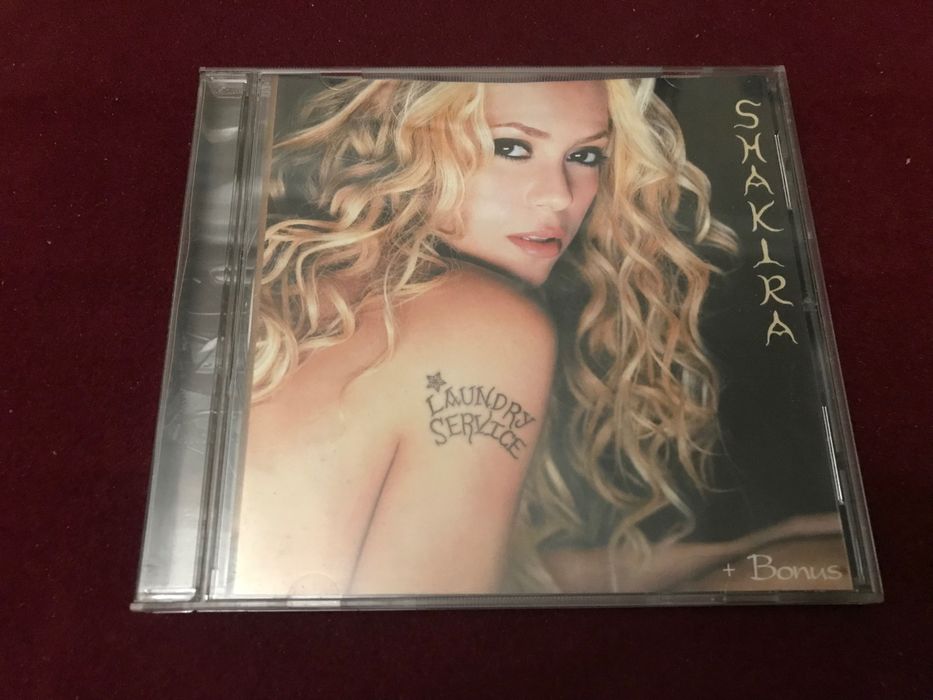 SHAKIRA
LAUNDRY
SERVICE
+ Bonus